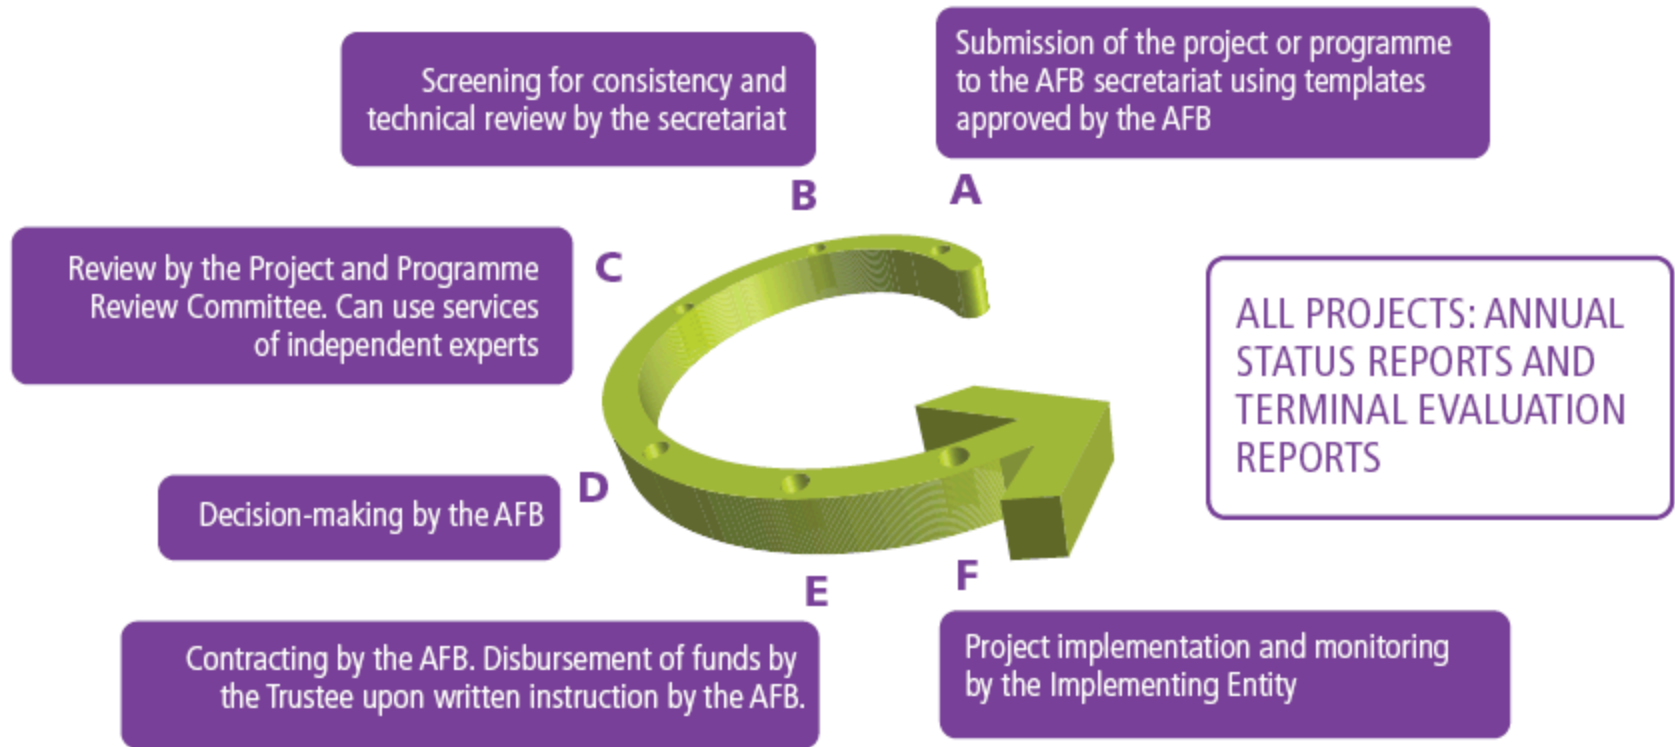 Submission of the project or programme
to the AFB secretariat using templates
approved by the AFB
A
Screening for consistency and
technical review by the secretariat
B
Review by the Project and Programme
Review Committee. Can use services
of independent experts
C
Decision-making by the AFB
D
Contracting by the AFB. Disbursement of funds by
the Trustee upon written instruction by the AFB.
E
Project implementation and monitoring
by the Implementing Entity
F
ALL PROJECTS: ANNUAL
STATUS REPORTS AND
TERMINAL EVALUATION
REPORTS